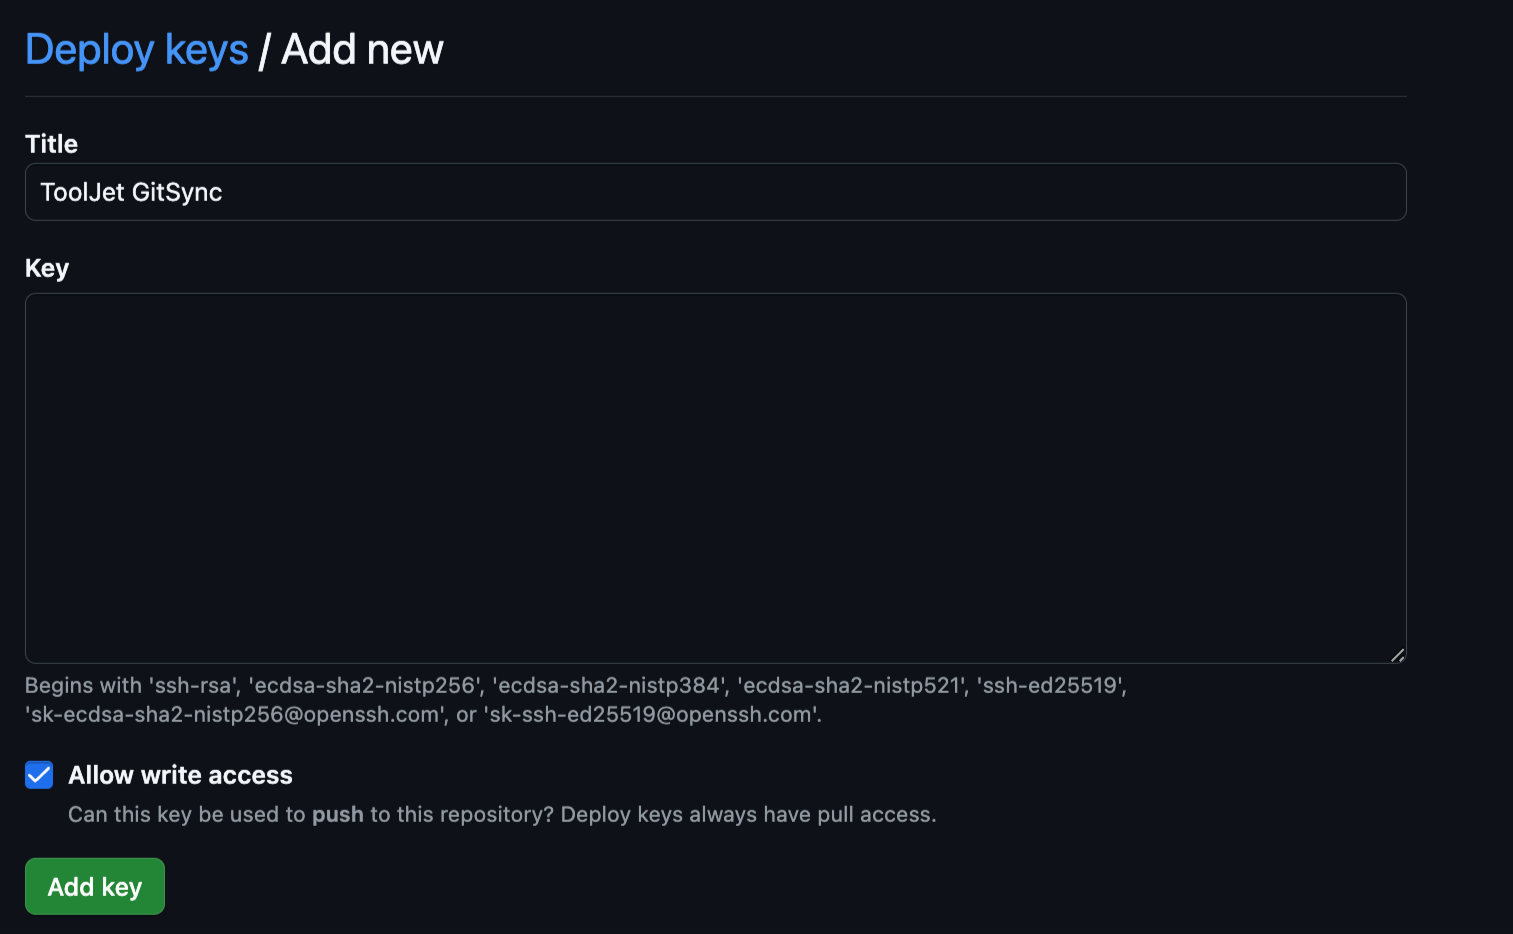 Deploy keys / Add new
Title
ToolJet GitSync
Key
Begins with 'ssh-rsa', 'ecdsa-sha2-nistp256', 'ecdsa-sha2-nistp384', 'ecdsa-sha2-nistp521', 'ssh-ed25519',
'sk-ecdsa-sha2-nistp256@openssh.com', or 'sk-ssh-ed25519@openssh.com'.
Allow write access
Can this key be used to push to this repository? Deploy keys always have pull access.
Add key